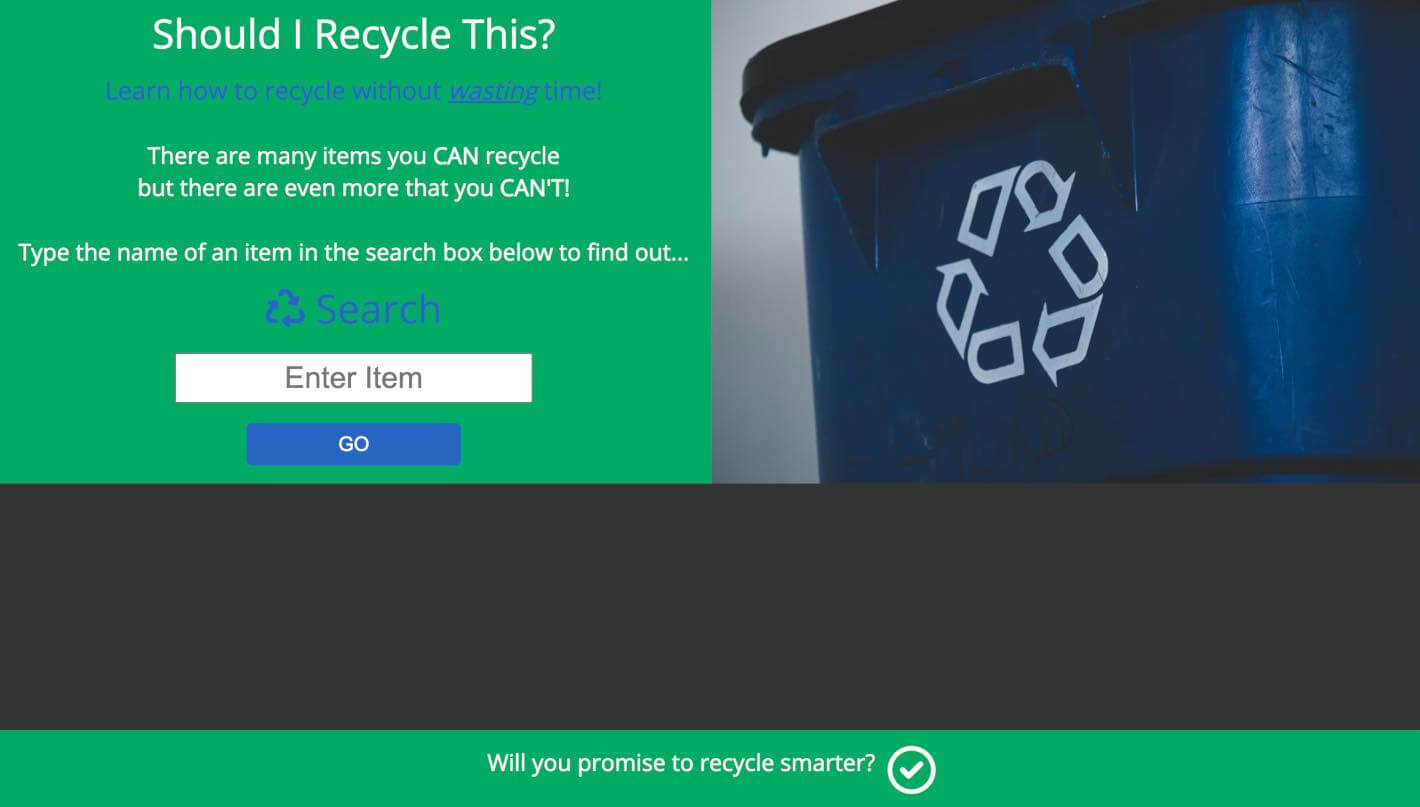 Should I Recycle This?
Learn how to recycle without wasting time!
There are many items you CAN recycle
but there are even more that you CAN'T!
Type the name of an item in the search box below to find out...
Search
Enter Item
GO
Will you promise to recycle smarter?